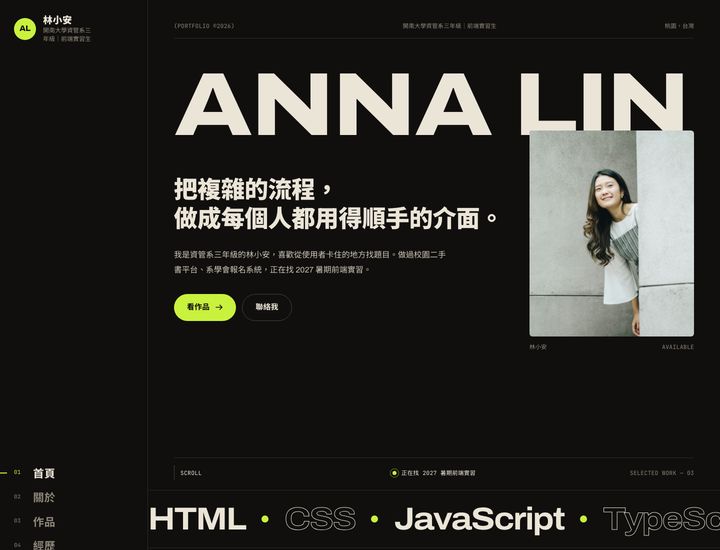 AL
林小安
開南大學資管系三
年級｜前端實習生
(PORTFOLIO ©2026)
開南大學資管系三年級｜前端實習生
桃園・台灣
ANNA LIN
把複雜的流程，
做成每個人都用得順手的介面。
我是資管系三年級的林小安，喜歡從使用者卡住的地方找題目。做過校園二手
書平台、系學會報名系統，正在找 2027 暑期前端實習。
看作品 →
聯絡我
林小安
AVAILABLE
01 首頁
02 關於
03 作品
04 經歷
SCROLL
正在找 2027 暑期前端實習
SELECTED WORK — 03
HTML • CSS • JavaScript • TypeSc